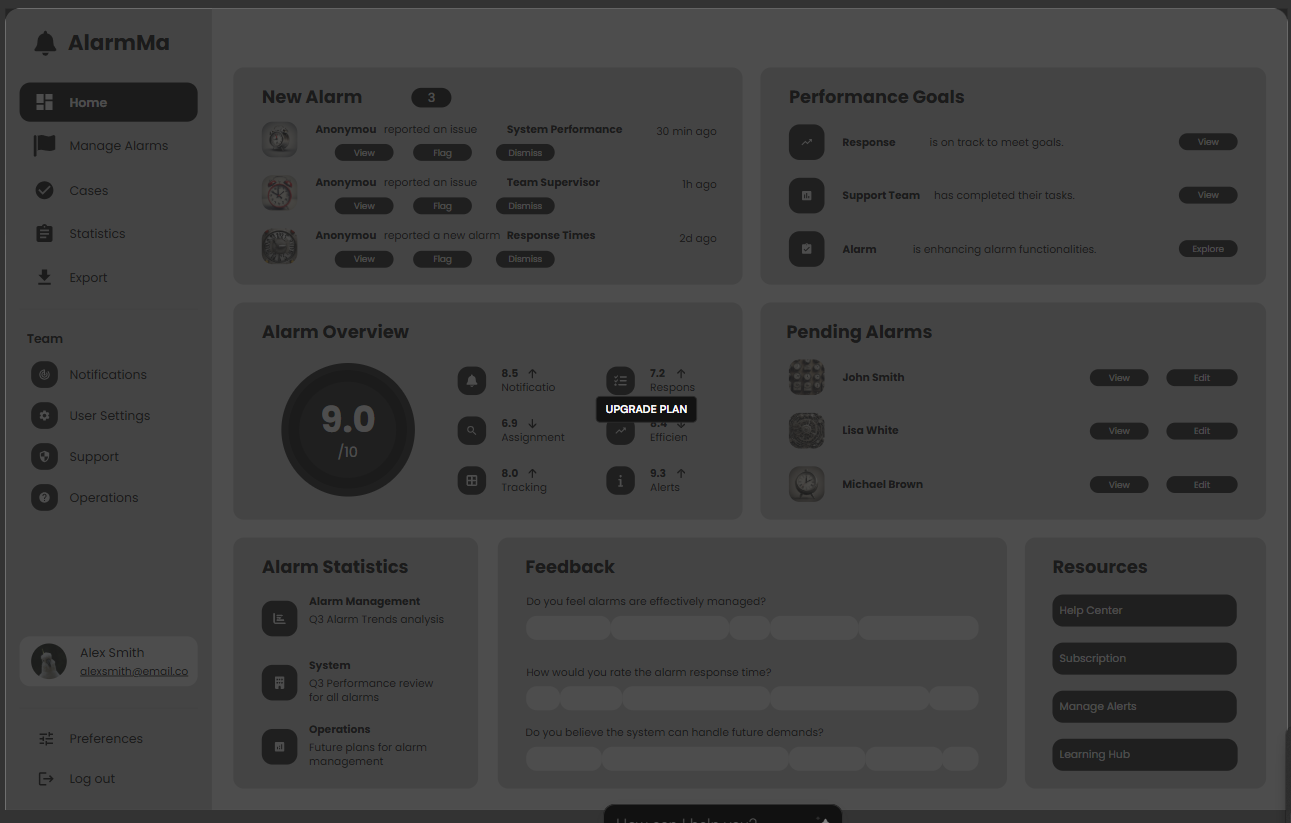 AlarmMa
Home
Manage Alarms
Cases
Statistics
Export
Team
Notifications
User Settings
Support
Operations
Alex Smith
alexsmith@email.co
Preferences
Log out
New Alarm 3
Anonymou reported an issue System Performance 30 min ago
View Flag Dismiss
Anonymou reported an issue Team Supervisor 1h ago
View Flag Dismiss
Anonymou reported a new alarm Response Times 2d ago
View Flag Dismiss
Performance Goals
Response is on track to meet goals. View
Support Team has completed their tasks. View
Alarm is enhancing alarm functionalities. Explore
Alarm Overview
9.0
/10
8.5 ↑
Notificatio
7.2 ↑
Respons
UPGRADE PLAN
6.9 ↓
Assignment
8.4 ↓
Efficien
8.0 ↑
Tracking
9.3 ↑
Alerts
Pending Alarms
John Smith View Edit
Lisa White View Edit
Michael Brown View Edit
Alarm Statistics
Alarm Management
Q3 Alarm Trends analysis
System
Q3 Performance review
for all alarms
Operations
Future plans for alarm
management
Feedback
Do you feel alarms are effectively managed?
How would you rate the alarm response time?
Do you believe the system can handle future demands?
Resources
Help Center
Subscription
Manage Alerts
Learning Hub
How can I help you?